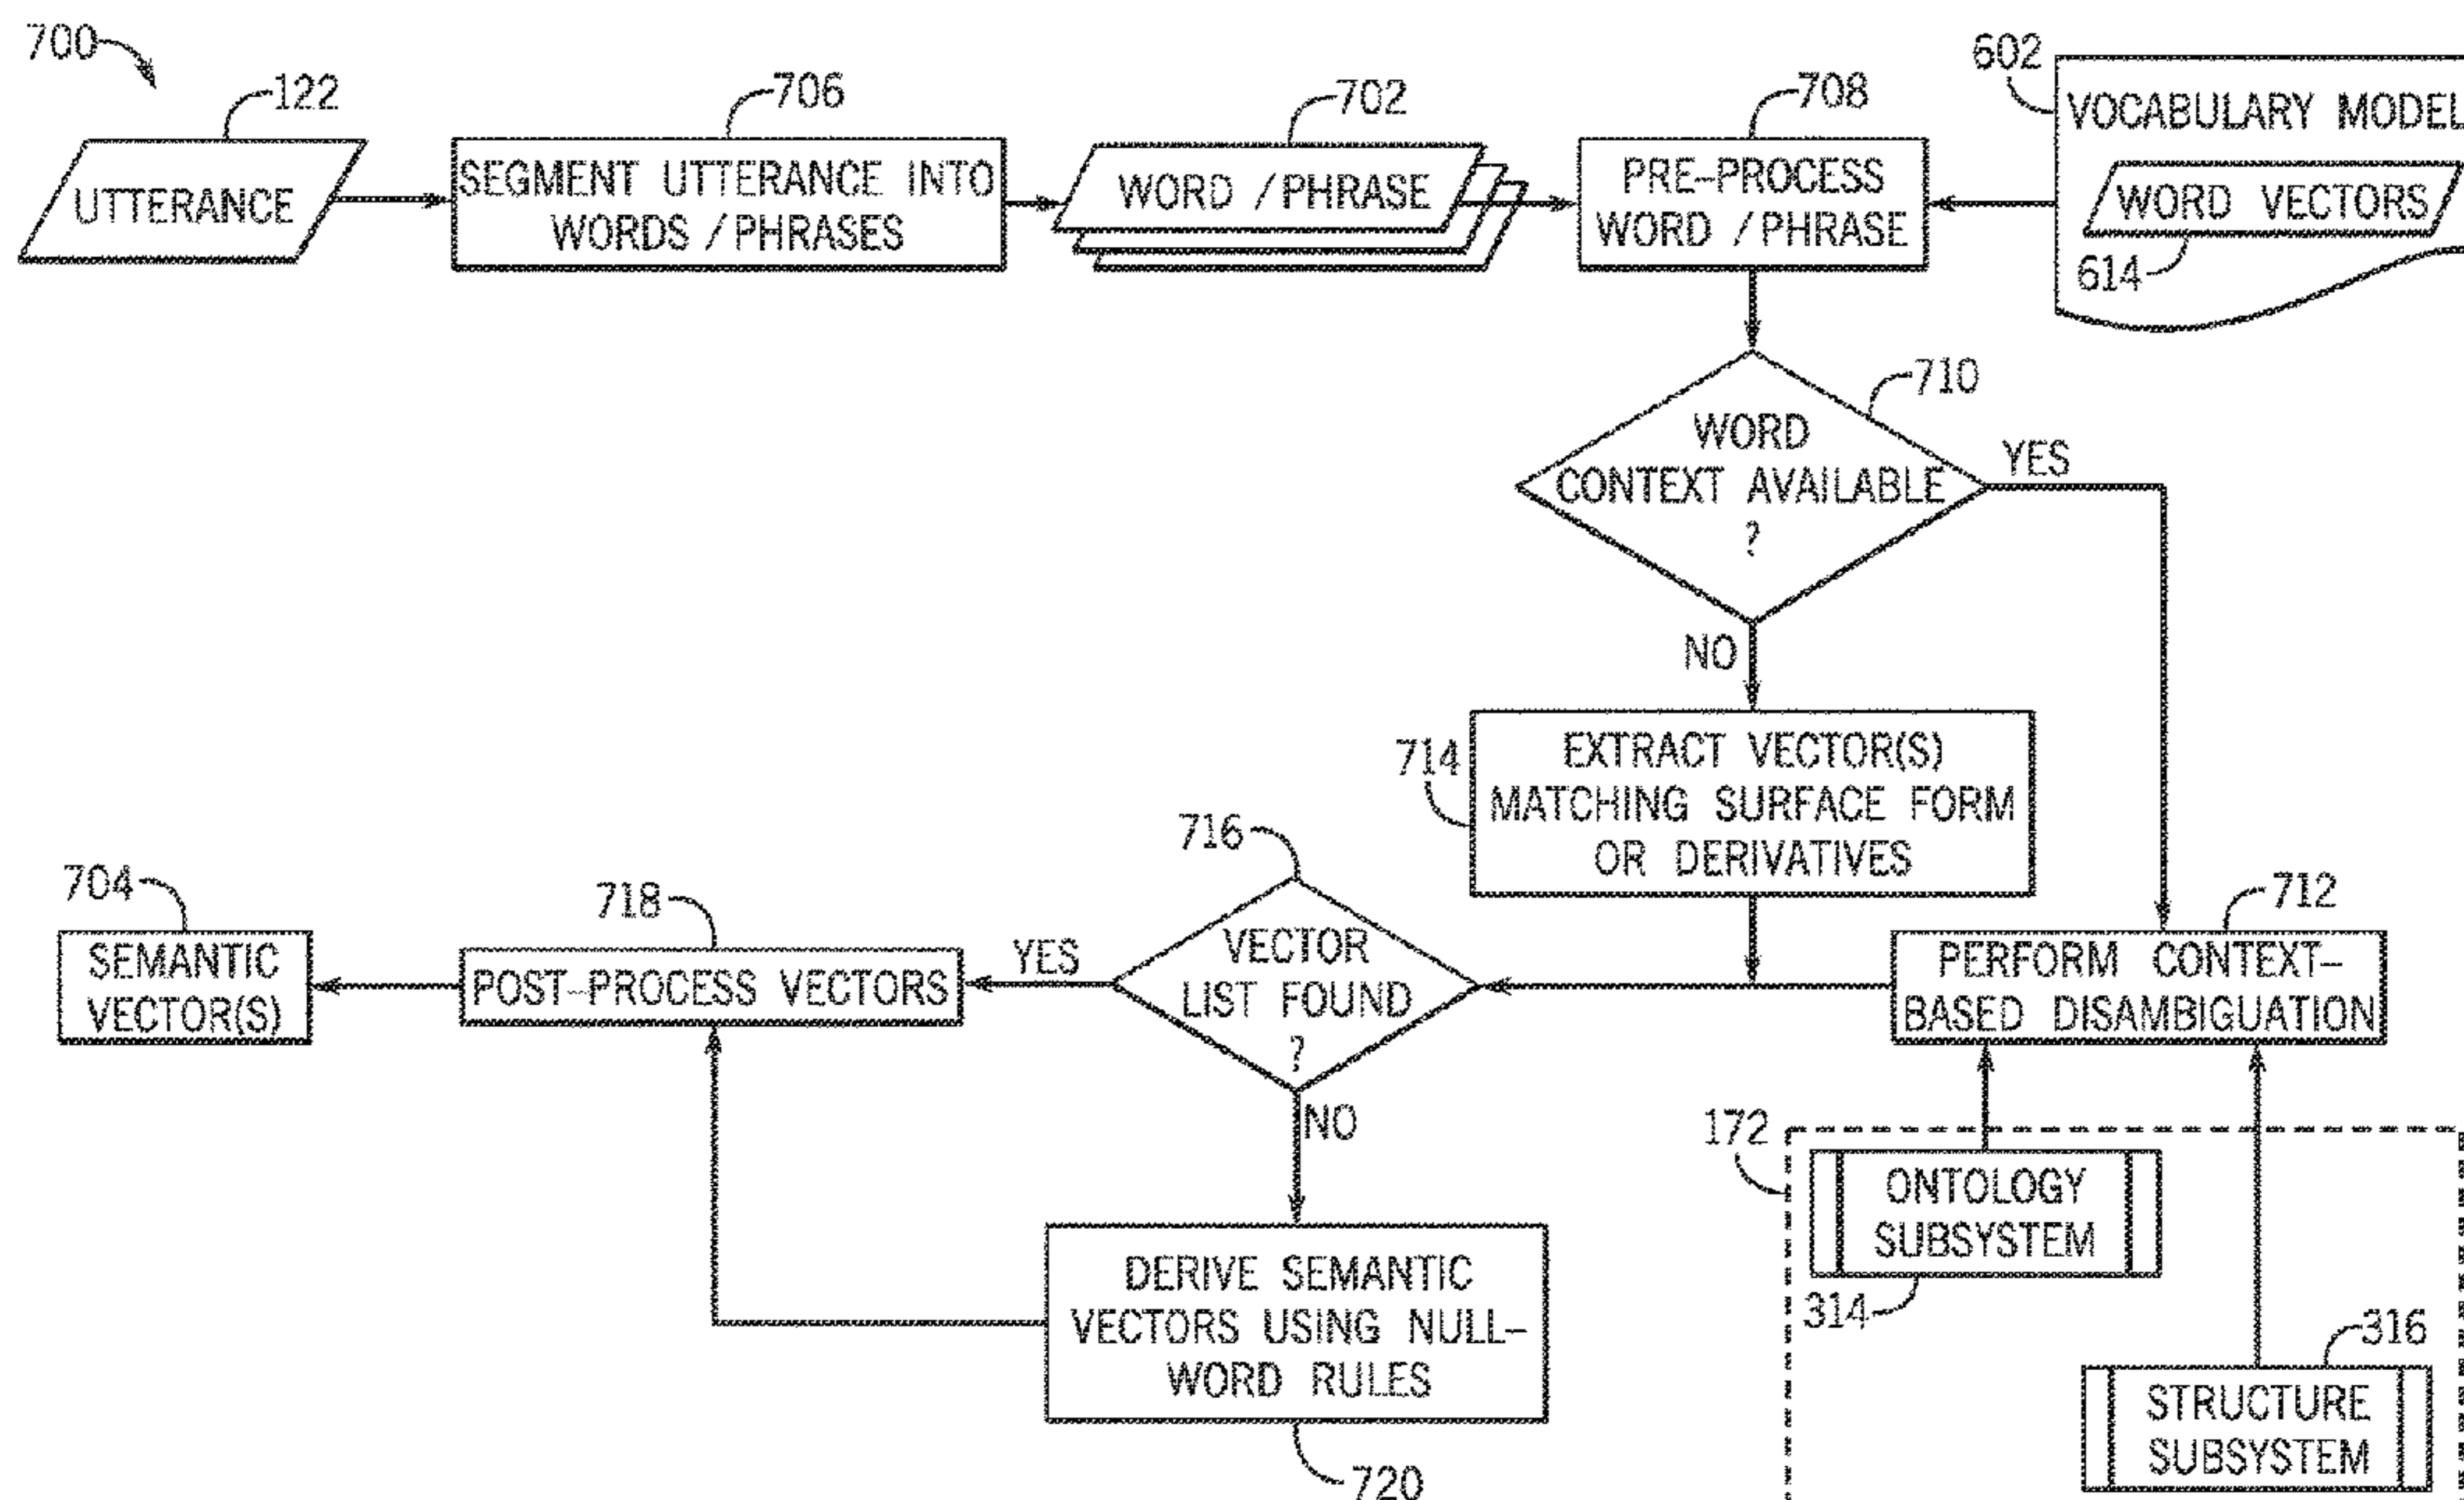 700
122
706
702
708
602
UTTERANCE
SEGMENT UTTERANCE INTO
WORDS / PHRASES
WORD / PHRASE
PRE-PROCESS
WORD / PHRASE
VOCABULARY MODEL
WORD VECTORS
614
710
WORD
CONTEXT AVAILABLE
?
YES
NO
714
EXTRACT VECTOR(S)
MATCHING SURFACE FORM
OR DERIVATIVES
716
VECTOR
LIST FOUND
?
YES
NO
704
SEMANTIC
VECTOR(S)
718
POST-PROCESS VECTORS
712
PERFORM CONTEXT-
BASED DISAMBIGUATION
172
ONTOLOGY
SUBSYSTEM
314
316
STRUCTURE
SUBSYSTEM
DERIVE SEMANTIC
VECTORS USING NULL-
WORD RULES
720